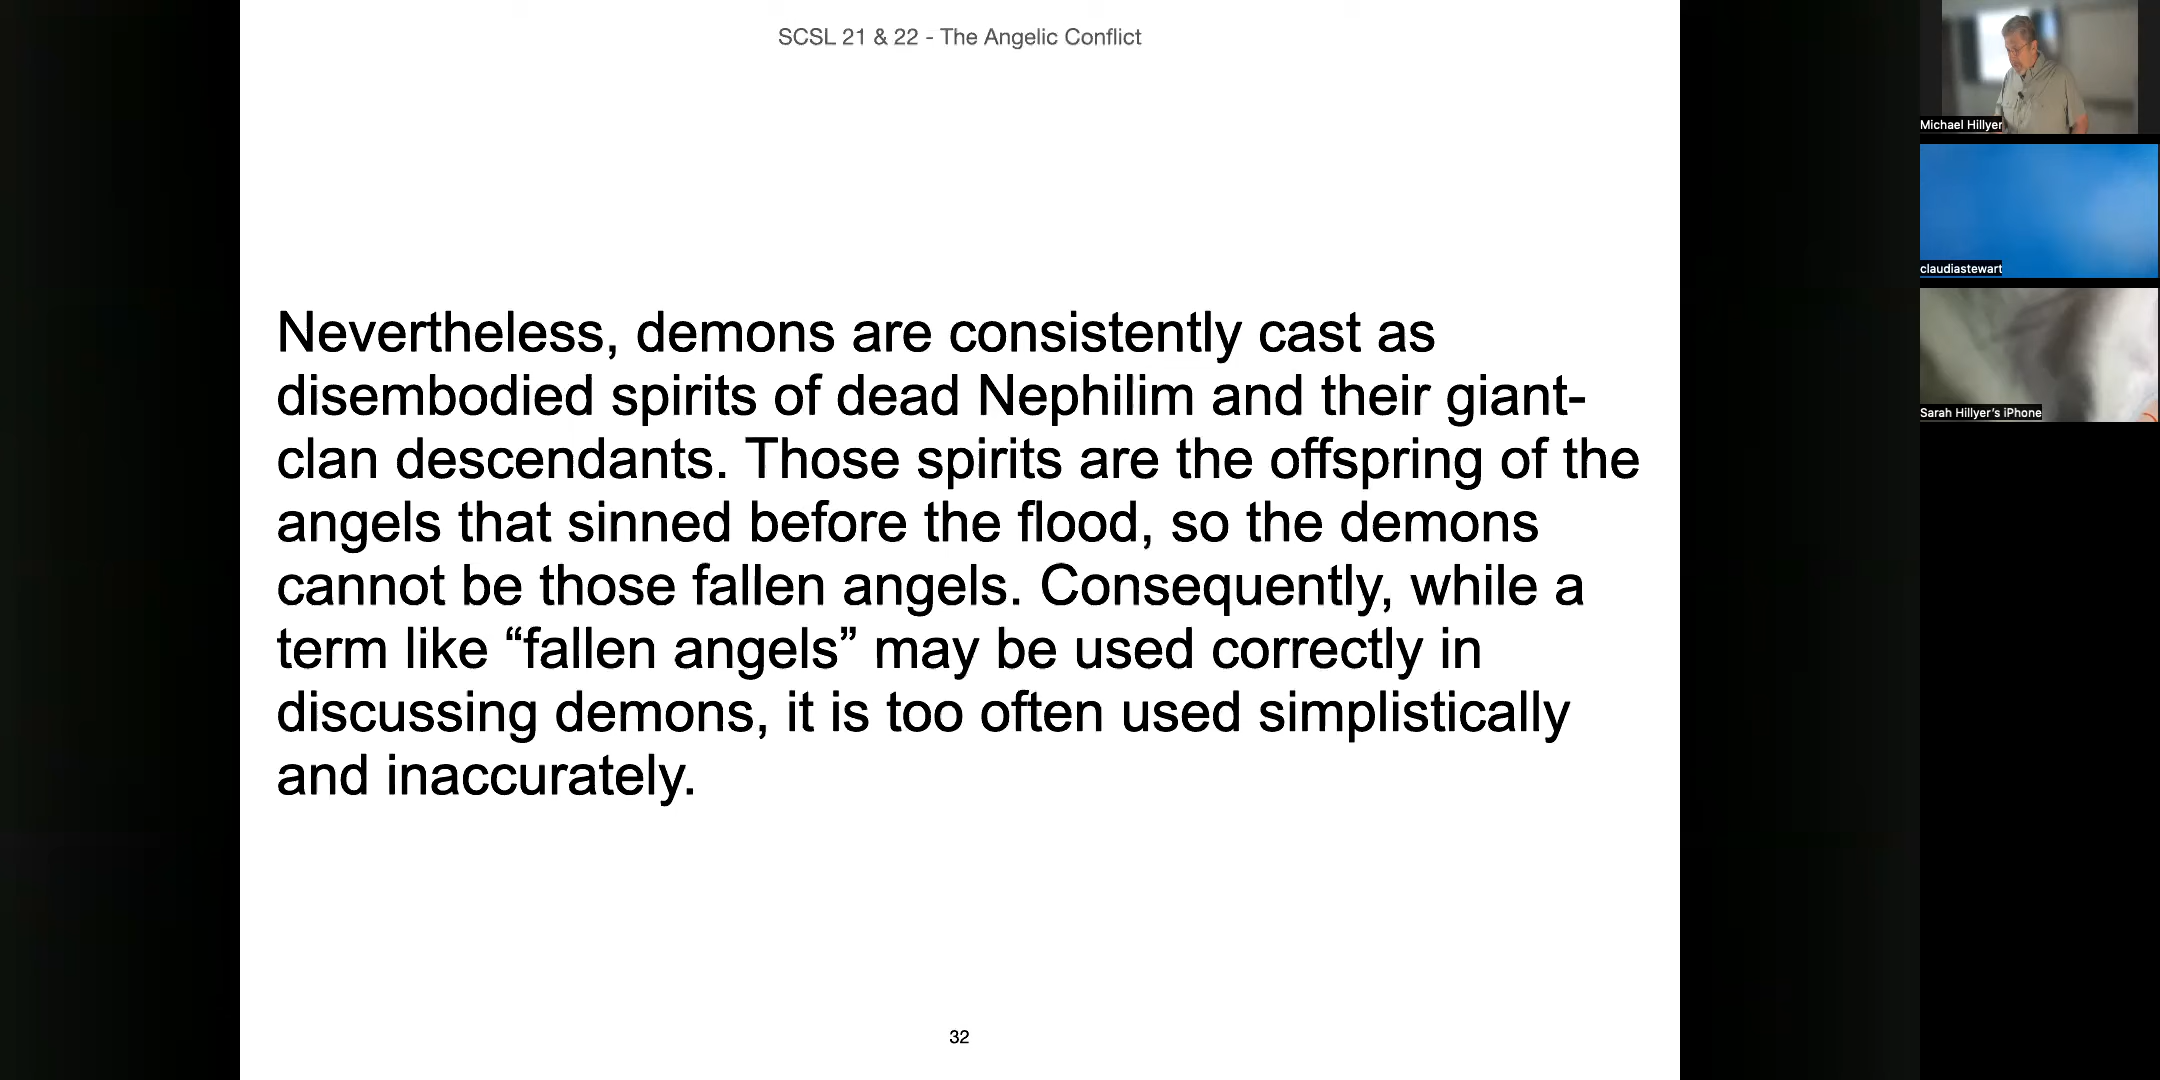 SCSL 21 & 22 - The Angelic Conflict
Nevertheless, demons are consistently cast as
disembodied spirits of dead Nephilim and their giant-
clan descendants. Those spirits are the offspring of the
angels that sinned before the flood, so the demons
cannot be those fallen angels. Consequently, while a
term like “fallen angels” may be used correctly in
discussing demons, it is too often used simplistically
and inaccurately.
32
Michael Hillyer
claudiastewart
Sarah Hillyer’s iPhone